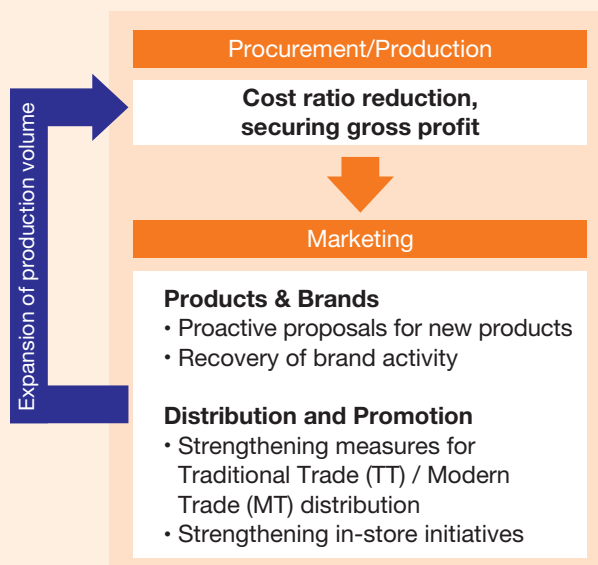 Procurement/Production
Cost ratio reduction,
securing gross profit
Expansion of production volume
Marketing
Products & Brands
・Proactive proposals for new products
・Recovery of brand activity
Distribution and Promotion
・Strengthening measures for
Traditional Trade (TT) / Modern
Trade (MT) distribution
・Strengthening in-store initiatives